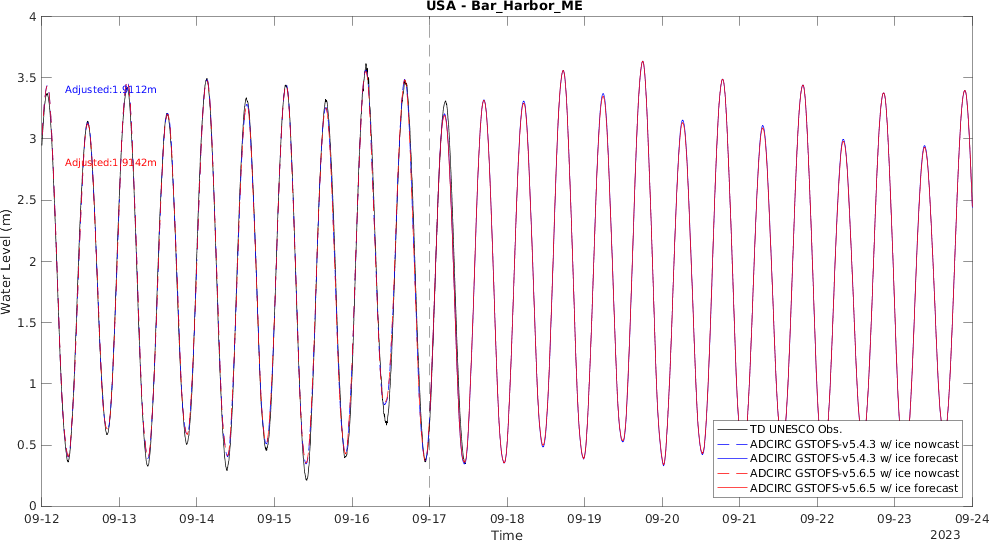 USA - Bar_Harbor_ME
4
3.5
3
2.5
2
1.5
1
0.5
0
Water Level (m)
Adjusted:1.9112m
Adjusted:1.9142m
TD UNESCO Obs.
ADCIRC GSTOFS-v5.4.3 w/ ice nowcast
ADCIRC GSTOFS-v5.4.3 w/ ice forecast
ADCIRC GSTOFS-v5.6.5 w/ ice nowcast
ADCIRC GSTOFS-v5.6.5 w/ ice forecast
09-12 09-13 09-14 09-15 09-16 09-17 09-18 09-19 09-20 09-21 09-22 09-23 09-24
Time
2023